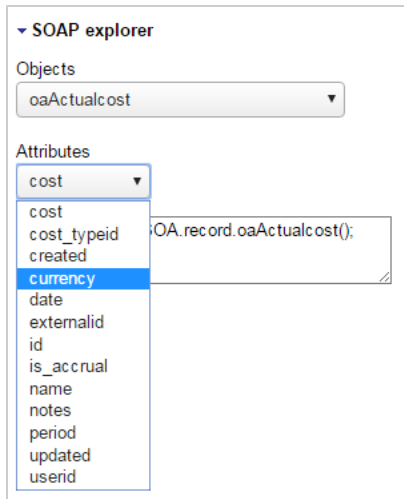 SOAP explorer
Objects
oaActualcost
Attributes
cost
cost
cost_typeid
SOA.record.oaActualcost();
created
currency
date
externalid
id
is_accrual
name
notes
period
updated
userid